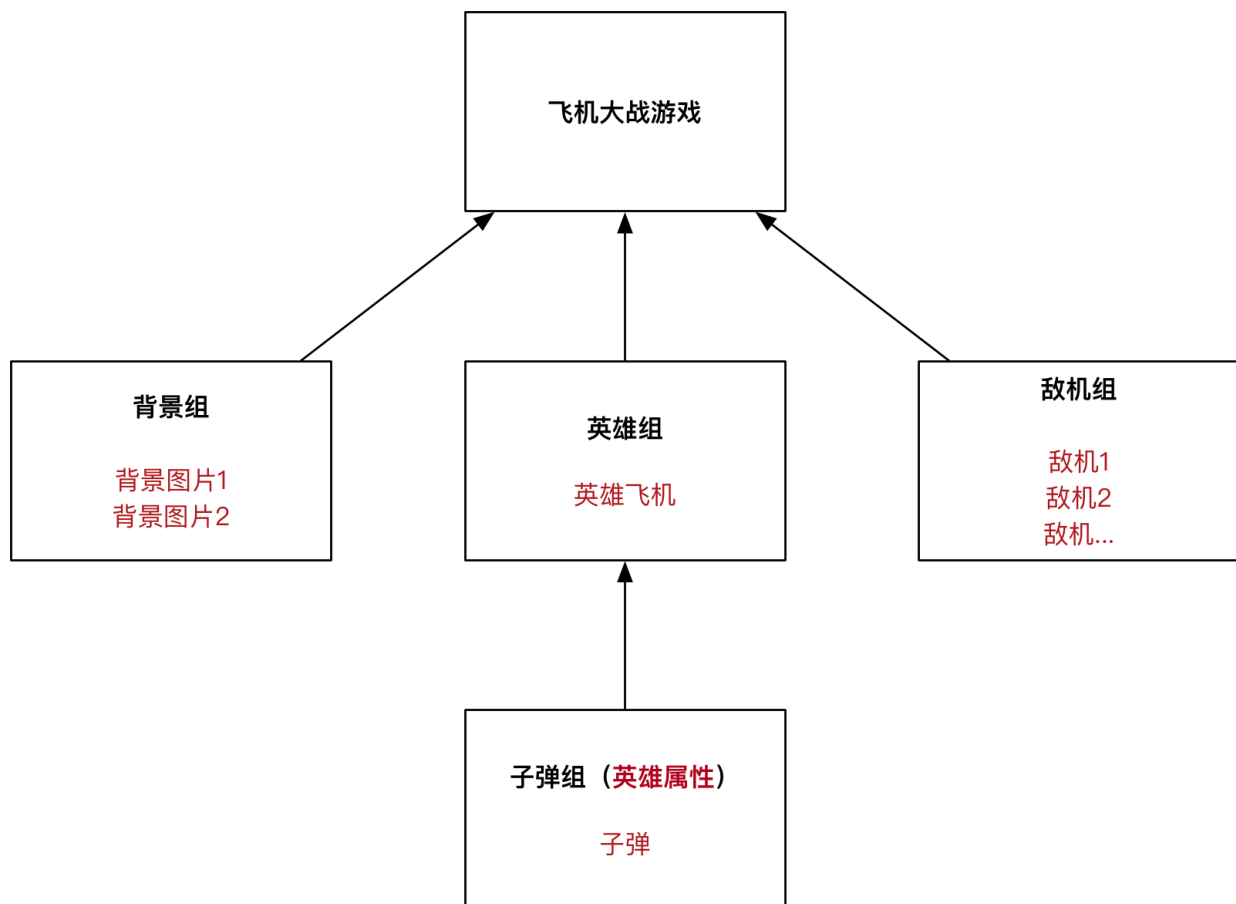 飞机大战游戏
背景组
背景图片1
背景图片2
英雄组
英雄飞机
敌机组
敌机1
敌机2
敌机...
子弹组（英雄属性）
子弹